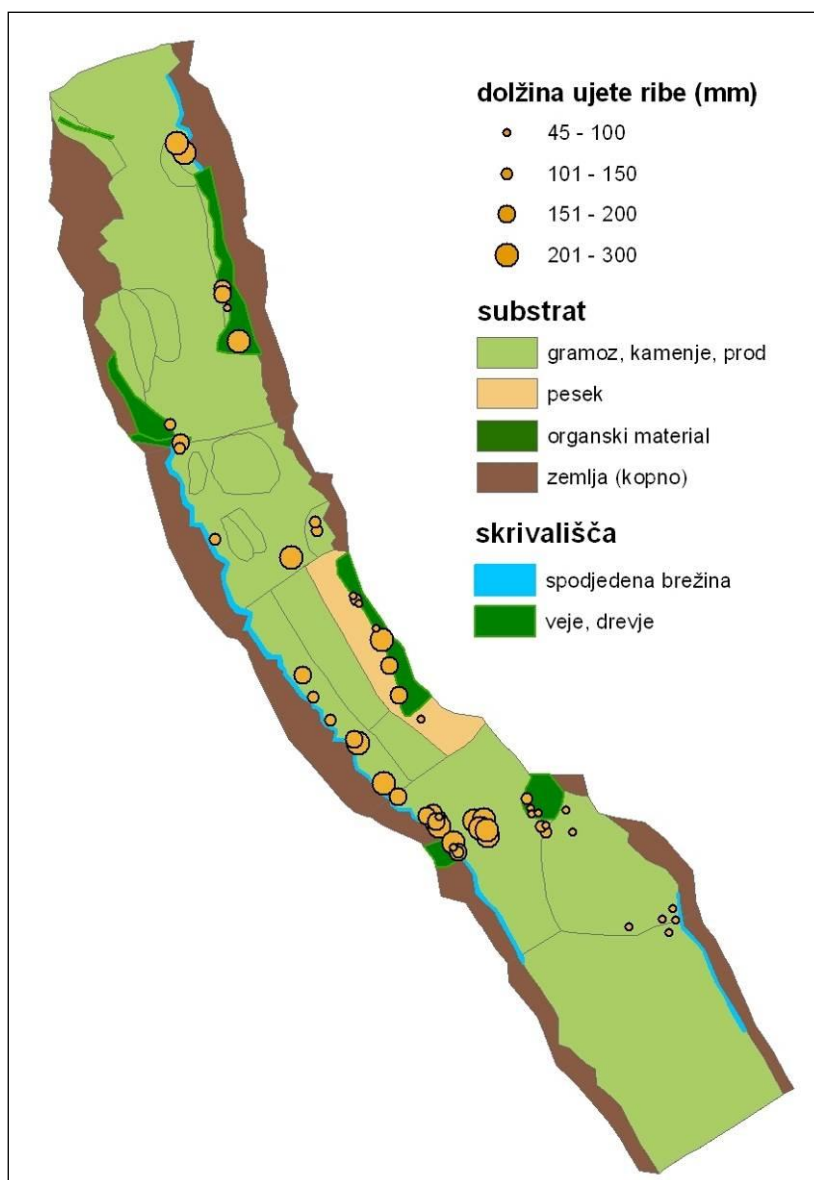 dolžina ujete ribe (mm)
45 - 100
101 - 150
151 - 200
201 - 300
substrat
gramoz, kamenje, prod
pesek
organski material
zemlja (kopno)
skrivališča
spodjedena brežina
veje, drevje